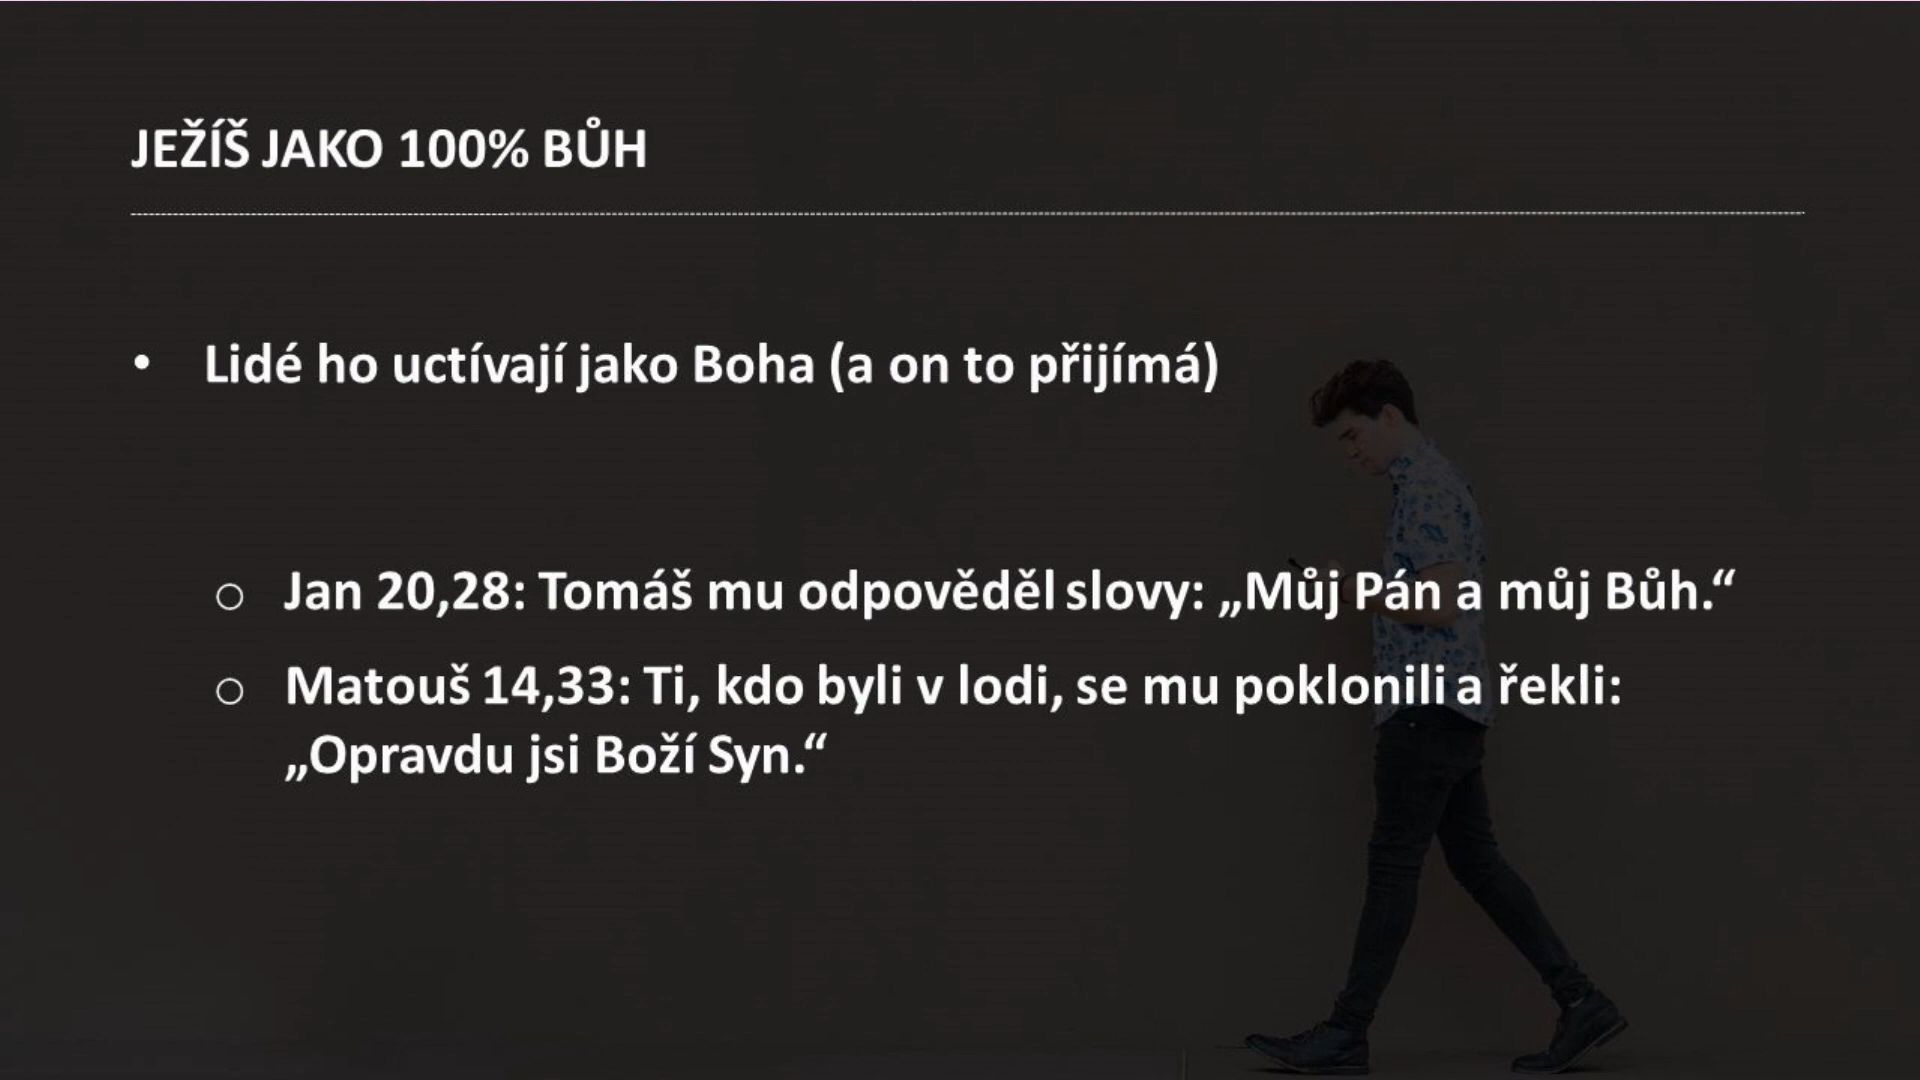 JEŽÍŠ JAKO 100% BŮH
• Lidé ho uctívají jako Boha (a on to přijímá)
o Jan 20,28: Tomáš mu odpověděl slovy: „Můj Pán a můj Bůh.“
o Matouš 14,33: Ti, kdo byli v lodi, se mu poklonili a řekli:
„Opravdu jsi Boží Syn.“